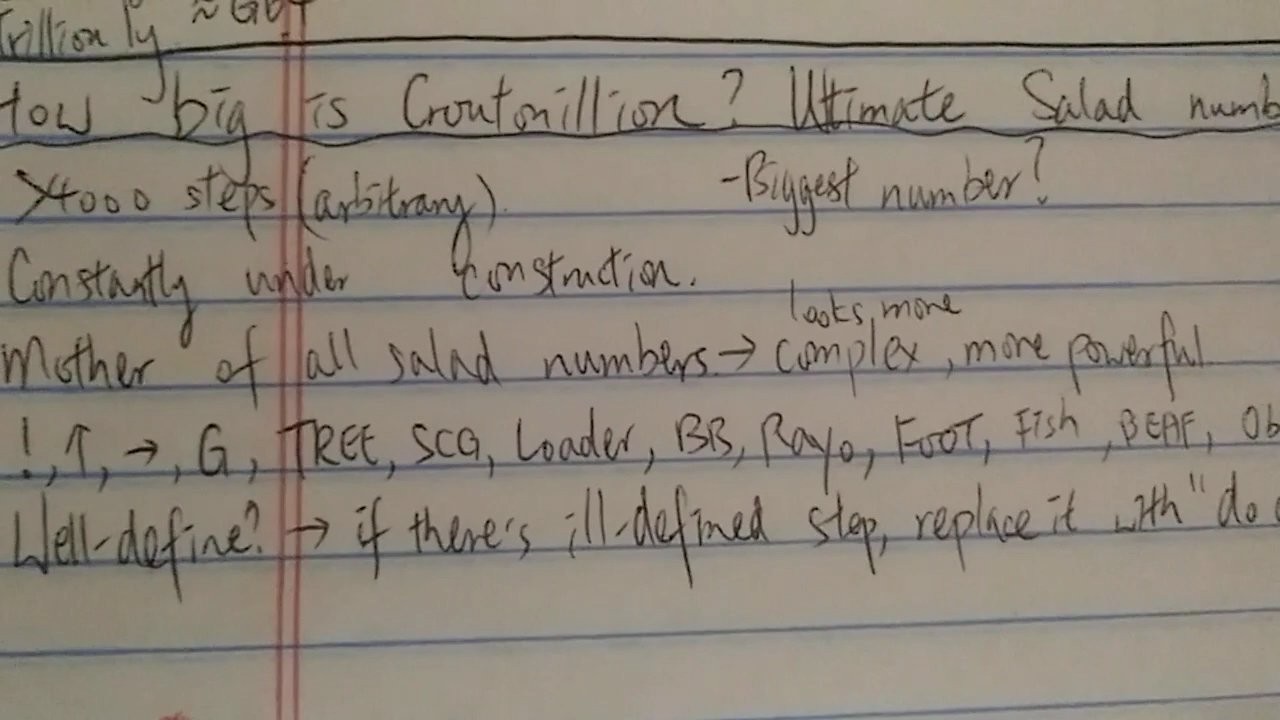 Trillion ly ≈ G
How big is Croutonillion? Ultimate Salad numb
>4000 steps (arbitrary). -Biggest number?
Constantly under construction.
looks more
Mother of all salad numbers → complex, more powerful
!, ↑, →, G, TREE, SCG, Loader, BB, Rayo, FOOT, Fish, BEAF, Ob
Well-define? → if there's ill-defined step, replace it with "do